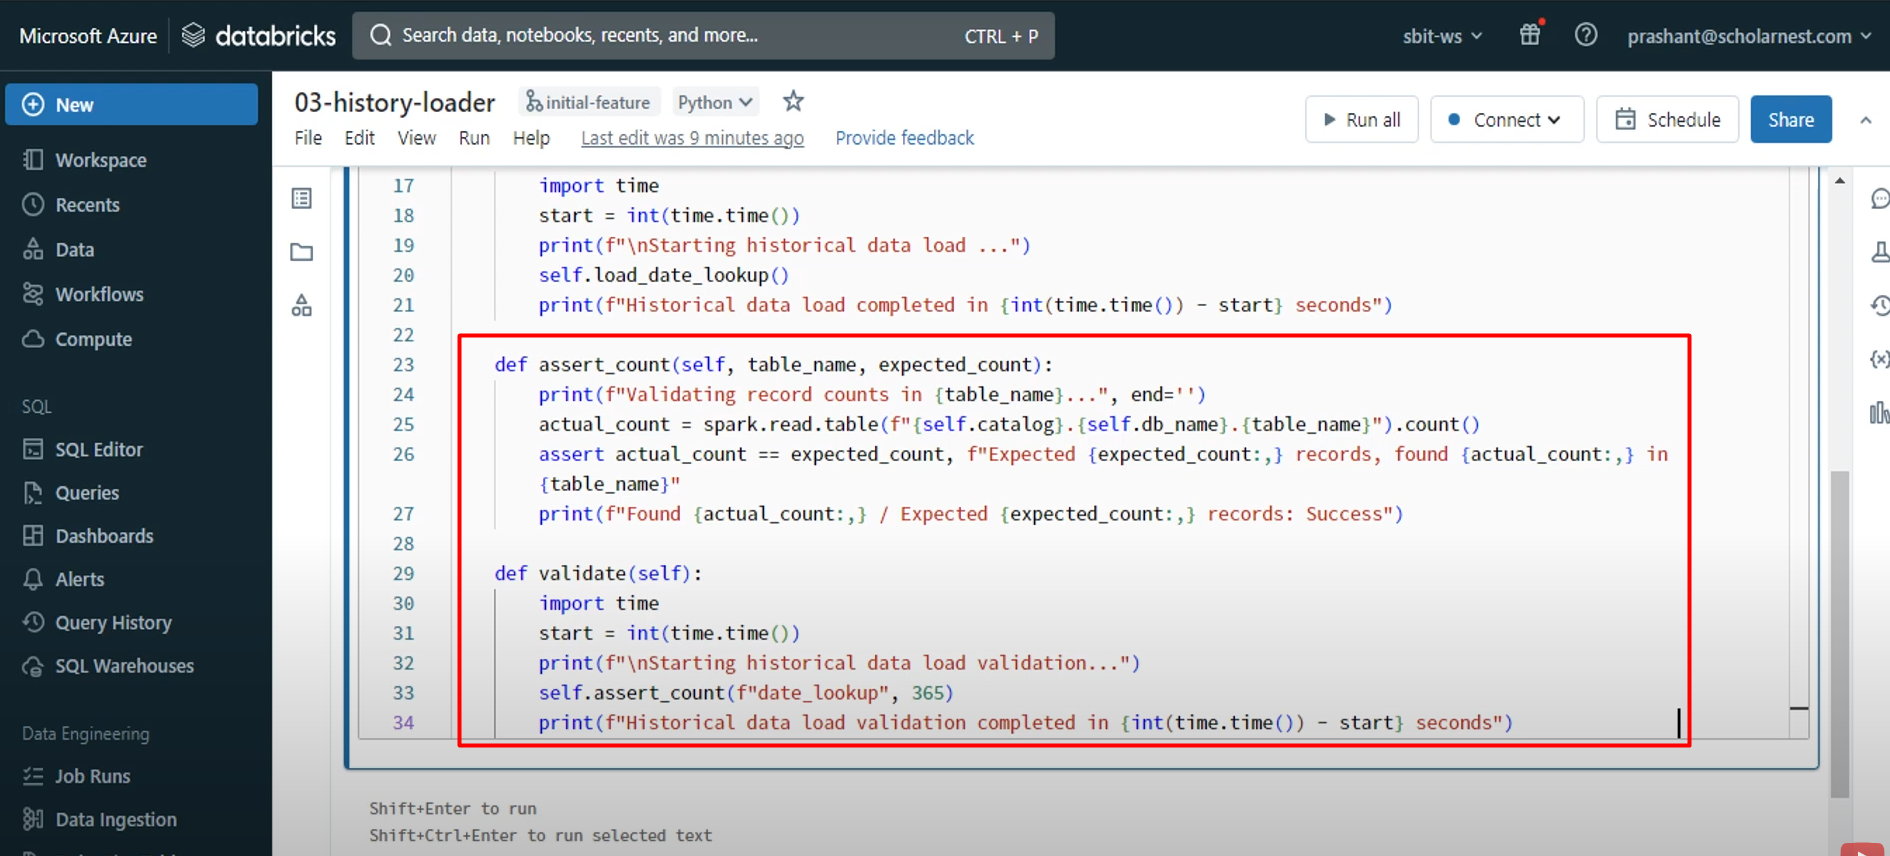 Microsoft Azure
databricks
Search data, notebooks, recents, and more...
CTRL + P
sbit-ws
prashant@scholarnest.com
New
Workspace
Recents
Data
Workflows
Compute
SQL
SQL Editor
Queries
Dashboards
Alerts
Query History
SQL Warehouses
Data Engineering
Job Runs
Data Ingestion
03-history-loader
initial-feature
Python
File Edit View Run Help Last edit was 9 minutes ago Provide feedback
Run all
Connect
Schedule
Share
17 import time
18 start = int(time.time())
19 print(f"\nStarting historical data load ...")
20 self.load_date_lookup()
21 print(f"Historical data load completed in {int(time.time()) - start} seconds")
22
23 def assert_count(self, table_name, expected_count):
24 print(f"Validating record counts in {table_name}...", end='')
25 actual_count = spark.read.table(f"{self.catalog}.{self.db_name}.{table_name}").count()
26 assert actual_count == expected_count, f"Expected {expected_count:,} records, found {actual_count:,} in
{table_name}"
27 print(f"Found {actual_count:,} / Expected {expected_count:,} records: Success")
28
29 def validate(self):
30 import time
31 start = int(time.time())
32 print(f"\nStarting historical data load validation...")
33 self.assert_count(f"date_lookup", 365)
34 print(f"Historical data load validation completed in {int(time.time()) - start} seconds")
Shift+Enter to run
Shift+Ctrl+Enter to run selected text